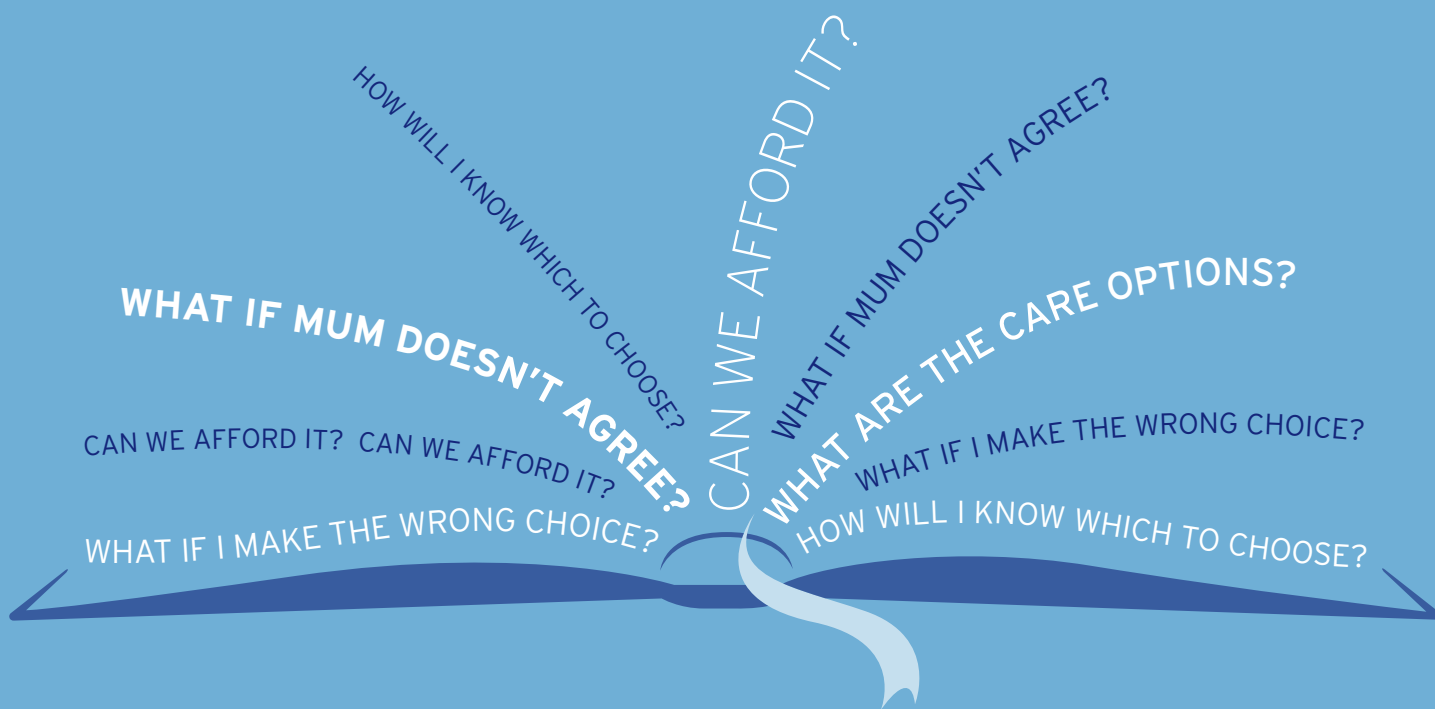 HOW WILL I KNOW WHICH TO CHOOSE?
CAN WE AFFORD IT?
WHAT IF MUM DOESN'T AGREE?
WHAT IF MUM DOESN'T AGREE?
WHAT ARE THE CARE OPTIONS?
CAN WE AFFORD IT? CAN WE AFFORD IT?
WHAT IF I MAKE THE WRONG CHOICE?
WHAT IF I MAKE THE WRONG CHOICE?
HOW WILL I KNOW WHICH TO CHOOSE?